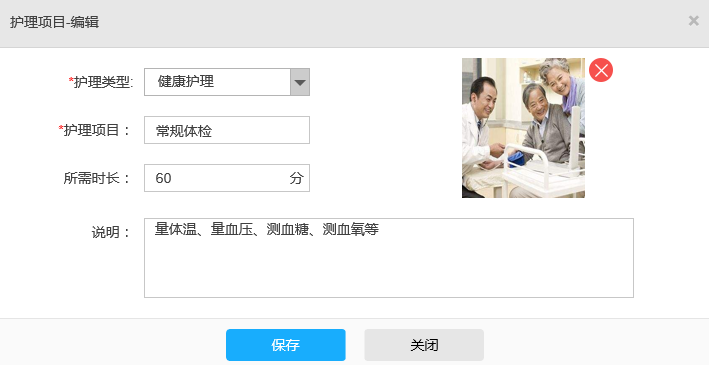 护理项目-编辑
*护理类型: 健康护理
*护理项目： 常规体检
所需时长： 60 分
说明： 量体温、量血压、测血糖、测血氧等
保存 关闭